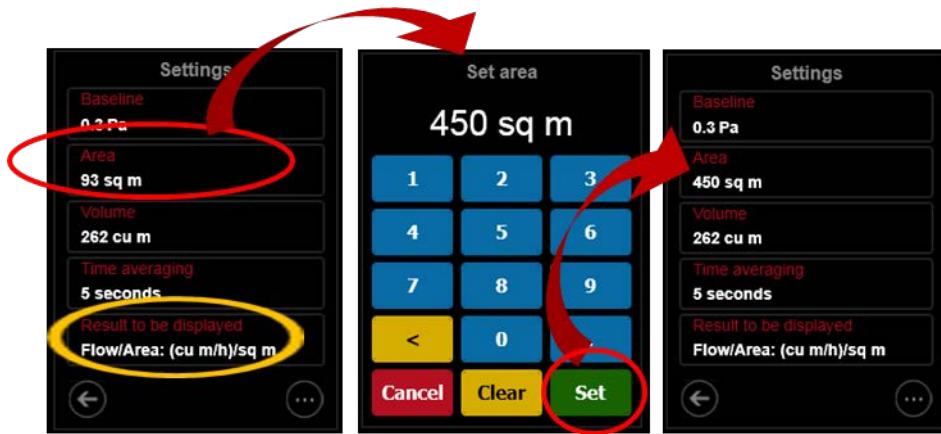 Settings
Baseline
0.3 Pa
Area
93 sq m
Volume
262 cu m
Time averaging
5 seconds
Result to be displayed
Flow/Area: (cu m/h)/sq m
Set area
450 sq m
1 2 3
4 5 6
7 8 9
< 0 .
Cancel Clear Set
Settings
Baseline
0.3 Pa
Area
450 sq m
Volume
262 cu m
Time averaging
5 seconds
Result to be displayed
Flow/Area: (cu m/h)/sq m